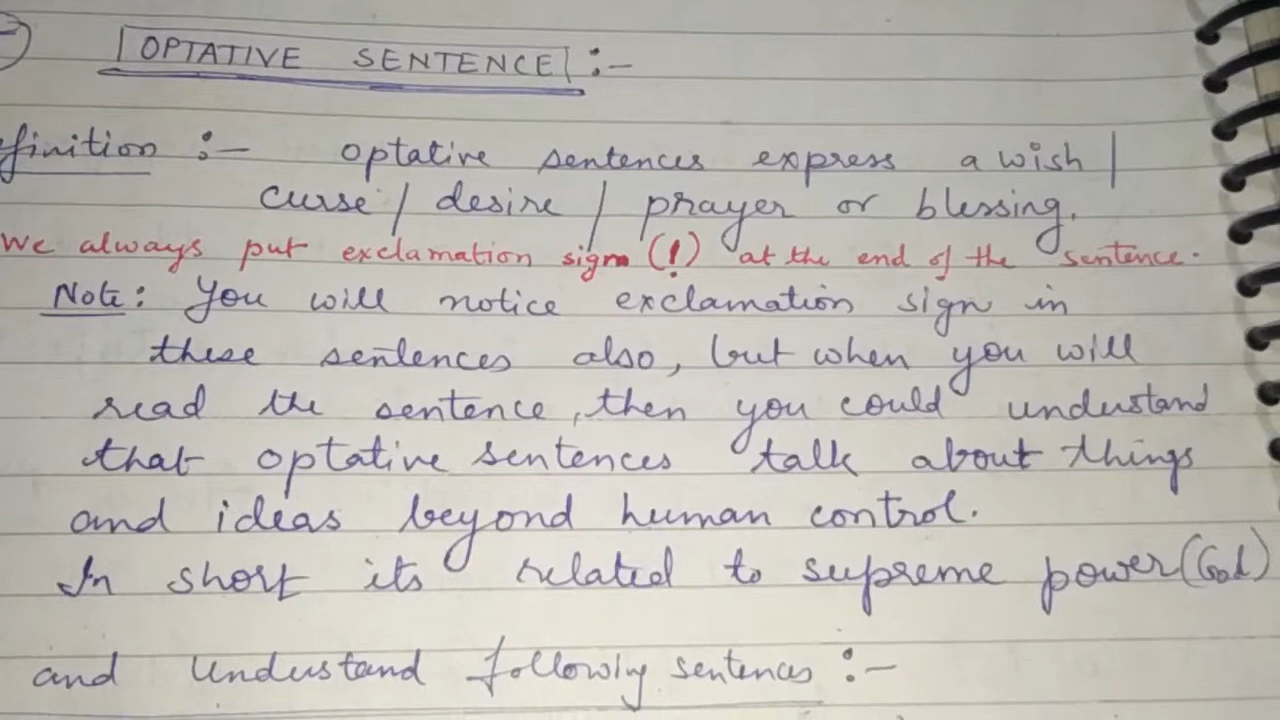 OPTATIVE SENTENCE :-
finition :- optative sentences express a wish |
curse / desire / prayer or blessing.
We always put exclamation sign (!) at the end of the sentence.
Note: You will notice exclamation sign in
these sentences also, but when you will
read the sentence, then you could understand
that optative sentences talk about things
and ideas beyond human control.
In short its related to supreme power (God)
and understand following sentences :-